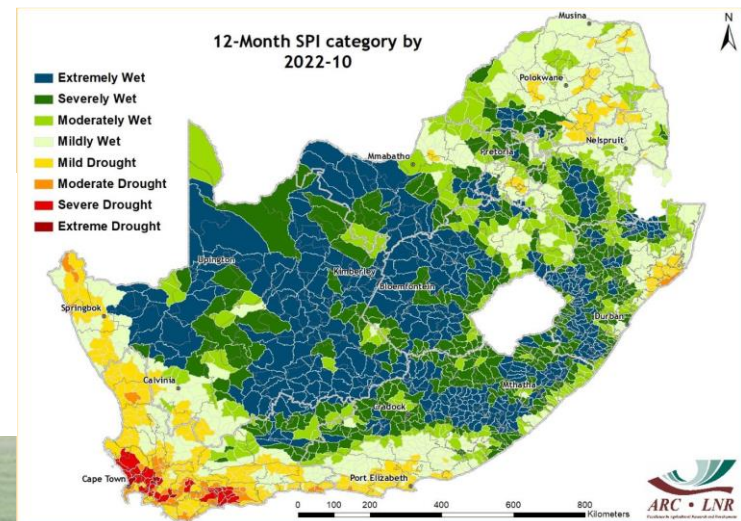 12-Month SPI category by
2022-10
N
Extremely Wet
Severely Wet
Moderately Wet
Mildly Wet
Mild Drought
Moderate Drought
Severe Drought
Extreme Drought
Musina
Polokwane
Nelspruit
Pretoria
Mmabatho
Upington
Kimberley
Bloemfontein
Springbok
Durban
Calvinia
Mthatha
Cradock
Cape Town
Port Elizabeth
0 100 200 400 600 800
Kilometers
ARC • LNR